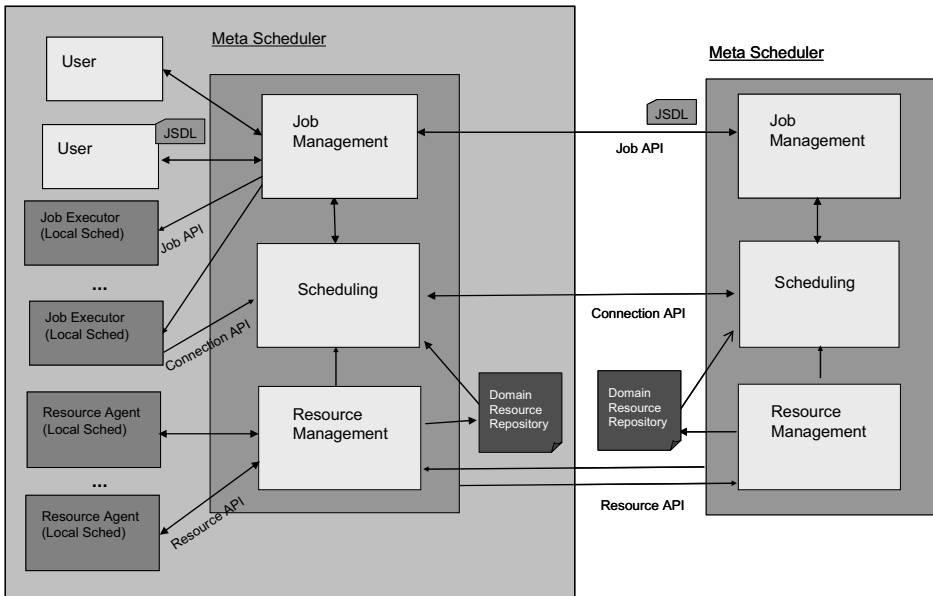 Meta Scheduler
User
JSDL
User
Job Executor
(Local Sched)
...
Job Executor
(Local Sched)
Resource Agent
(Local Sched)
...
Resource Agent
(Local Sched)
Job API
Connection API
Resource API
Job
Management
Scheduling
Resource
Management
Domain
Resource
Repository
Job API
Connection API
Resource API
Meta Scheduler
JSDL
Job
Management
Scheduling
Domain
Resource
Repository
Resource
Management